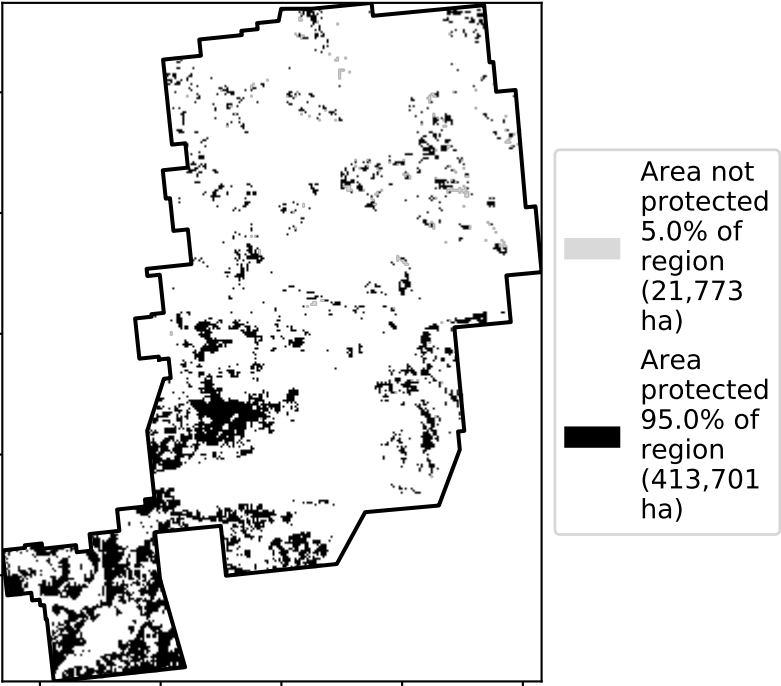 Area not
protected
5.0% of
region
(21,773
ha)
Area
protected
95.0% of
region
(413,701
ha)